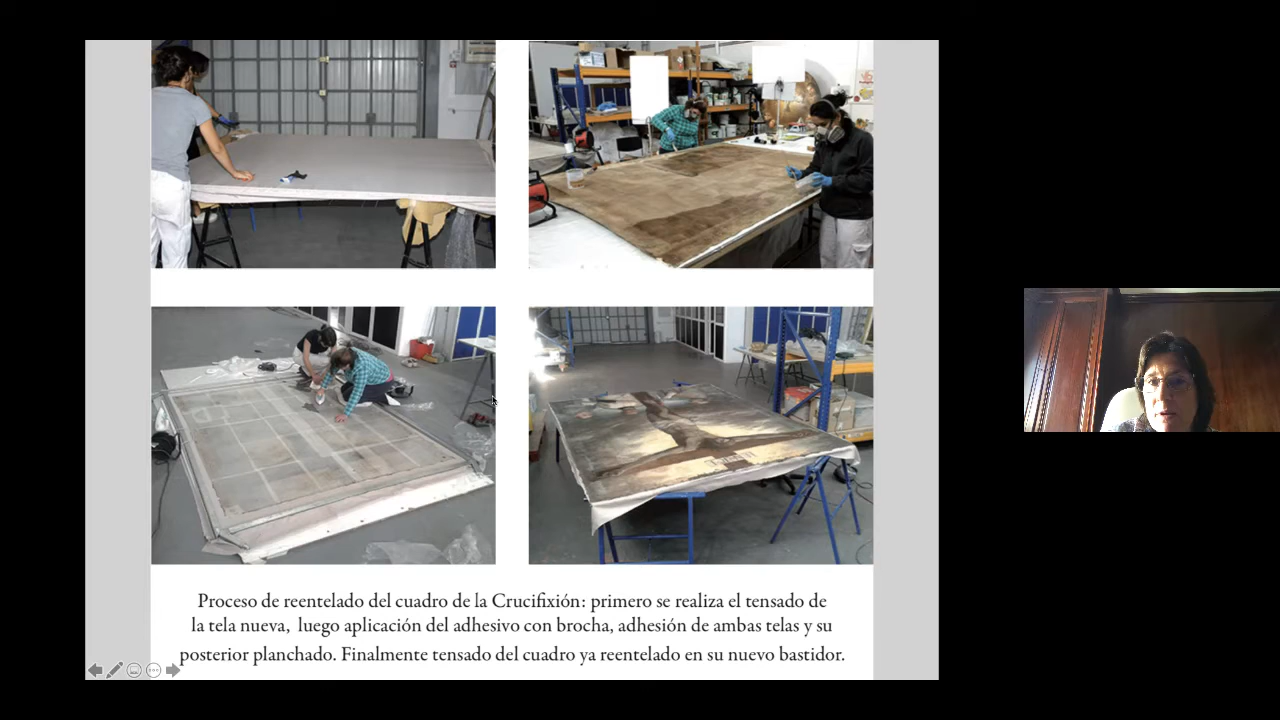 Proceso de reentelado del cuadro de la Crucifixión: primero se realiza el tensado de
la tela nueva, luego aplicación del adhesivo con brocha, adhesión de ambas telas y su
posterior planchado. Finalmente tensado del cuadro ya reentelado en su nuevo bastidor.